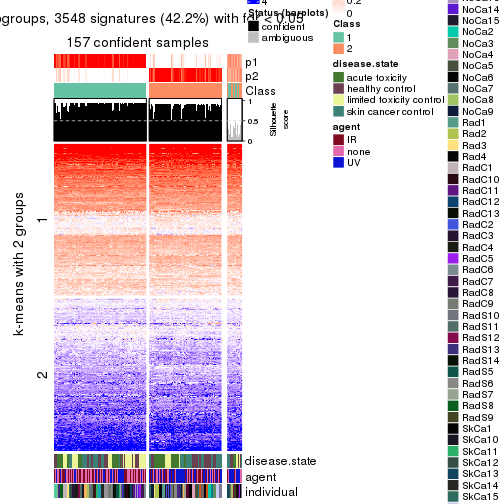 groups, 3548 signatures (42.2%) with fdr < 0.05
157 confident samples
p1
p2
Class
1
0.5
0
Silhouette
score
k-means with 2 groups
1
2
disease.state
agent
individual
4
Status (barplots)
confident
ambiguous
0.2
0
Class
1
2
disease.state
acute toxicity
healthy control
limited toxicity control
skin cancer control
agent
IR
none
UV
NoCa14
NoCa15
NoCa2
NoCa3
NoCa4
NoCa5
NoCa6
NoCa7
NoCa8
NoCa9
Rad1
Rad2
Rad3
Rad4
RadC1
RadC10
RadC11
RadC12
RadC13
RadC2
RadC3
RadC4
RadC5
RadC6
RadC7
RadC8
RadC9
RadS10
RadS11
RadS12
RadS13
RadS14
RadS5
RadS6
RadS7
RadS8
RadS9
SkCa1
SkCa10
SkCa11
SkCa12
SkCa13
SkCa14
SkCa15